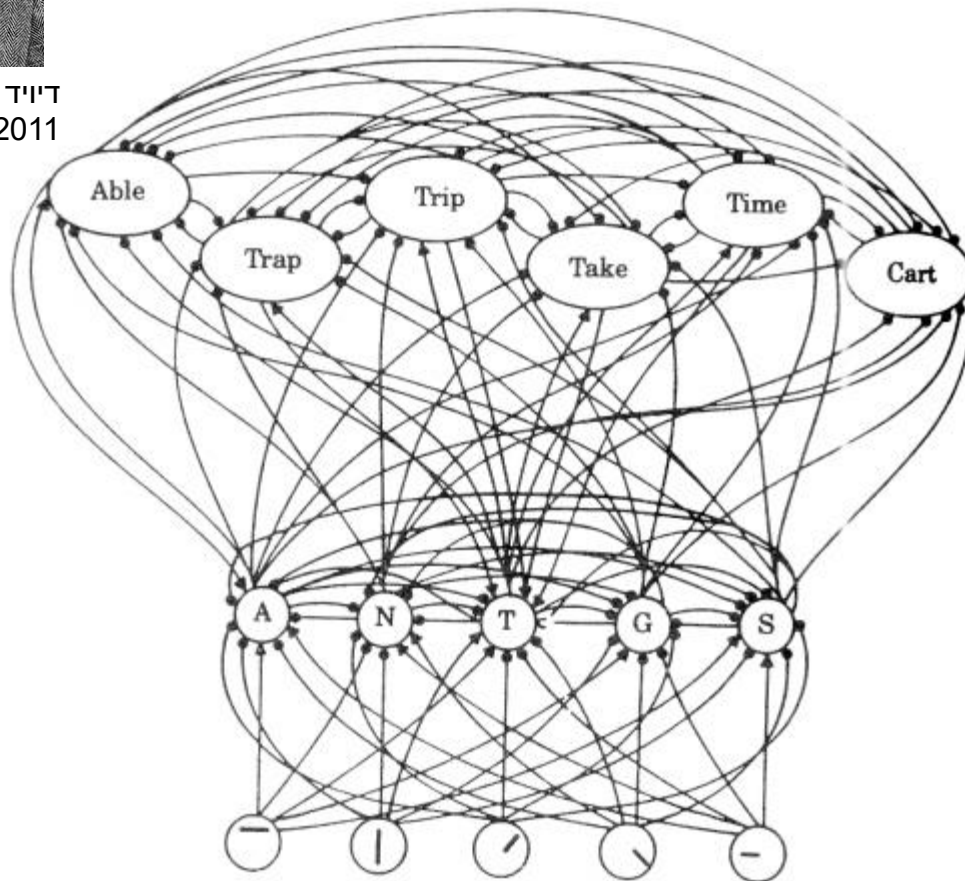 דיויד
2011
Able
Trap
Trip
Take
Time
Cart
A N T G S